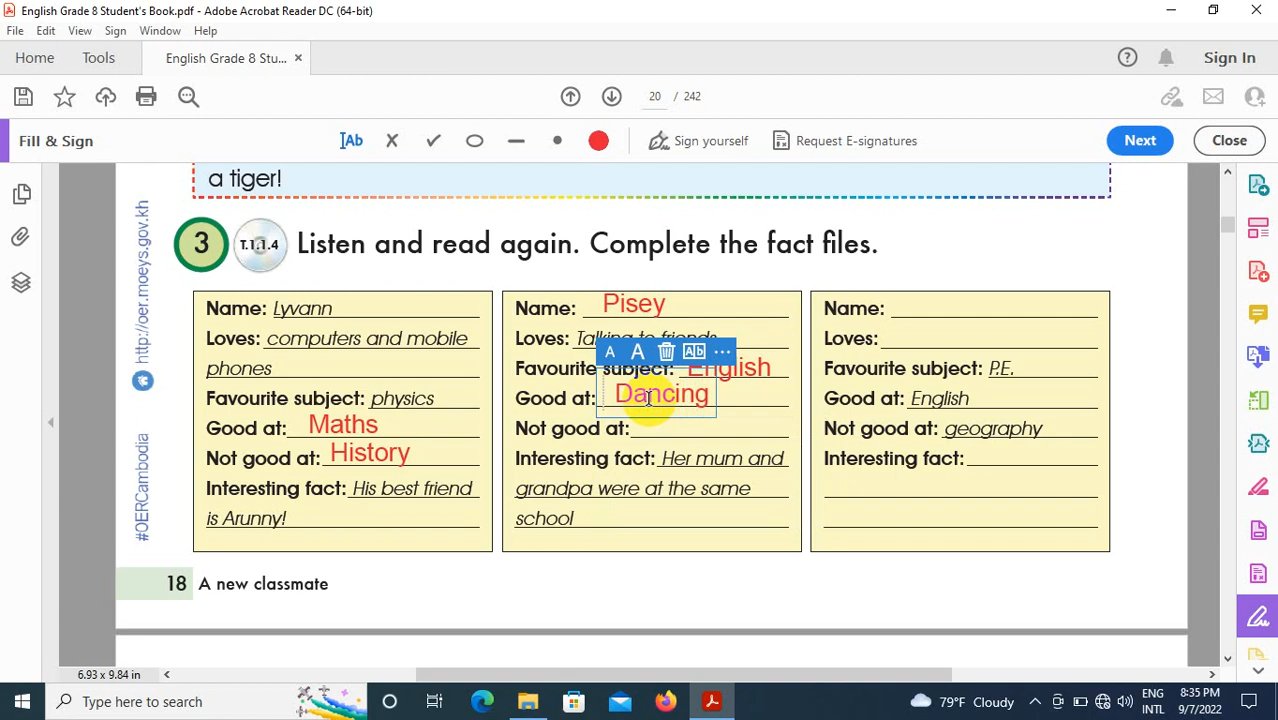 English Grade 8 Student's Book.pdf - Adobe Acrobat Reader DC (64-bit)
File Edit View Sign Window Help
Home Tools English Grade 8 Stu... × Sign In
20 / 242
Fill & Sign Ab Sign yourself Request E-signatures Next Close
a tiger!
3 T.1.1.4 Listen and read again. Complete the fact files.
Name: Lyvann
Loves: computers and mobile
phones
Favourite subject: physics
Good at: Maths
Not good at: History
Interesting fact: His best friend
is Arunny!
Name: Pisey
Loves: Talking to friends
A A Ab ...
Favourite subject: English
Good at: Dancing
Not good at:
Interesting fact: Her mum and
grandpa were at the same
school
Name:
Loves:
Favourite subject: P.E.
Good at: English
Not good at: geography
Interesting fact:
#OERCambodia http://oer.moeys.gov.kh
18 A new classmate
6.93 x 9.84 in
Type here to search 79°F Cloudy ENG 8:35 PM
INTL 9/7/2022